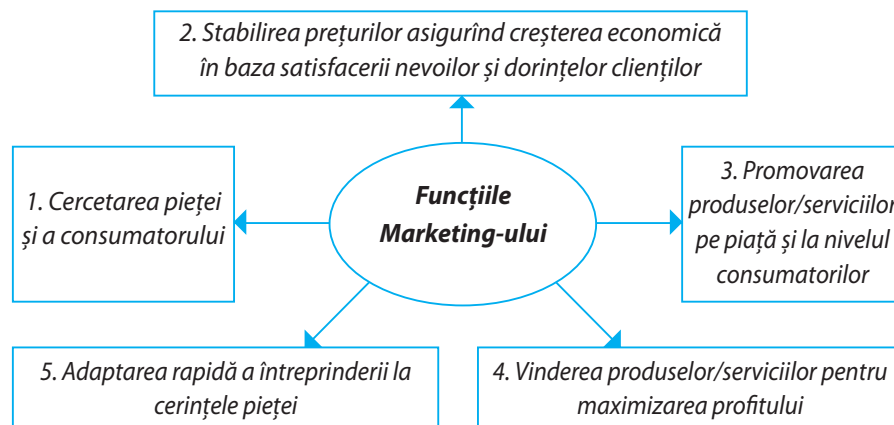 2. Stabilirea prețurilor asigurînd creșterea economică
în baza satisfacerii nevoilor și dorințelor clienților
1. Cercetarea pieței
și a consumatorului
Funcțiile
Marketing-ului
3. Promovarea
produselor/serviciilor
pe piață și la nivelul
consumatorilor
5. Adaptarea rapidă a întreprinderii la
cerințele pieței
4. Vinderea produselor/serviciilor pentru
maximizarea profitului